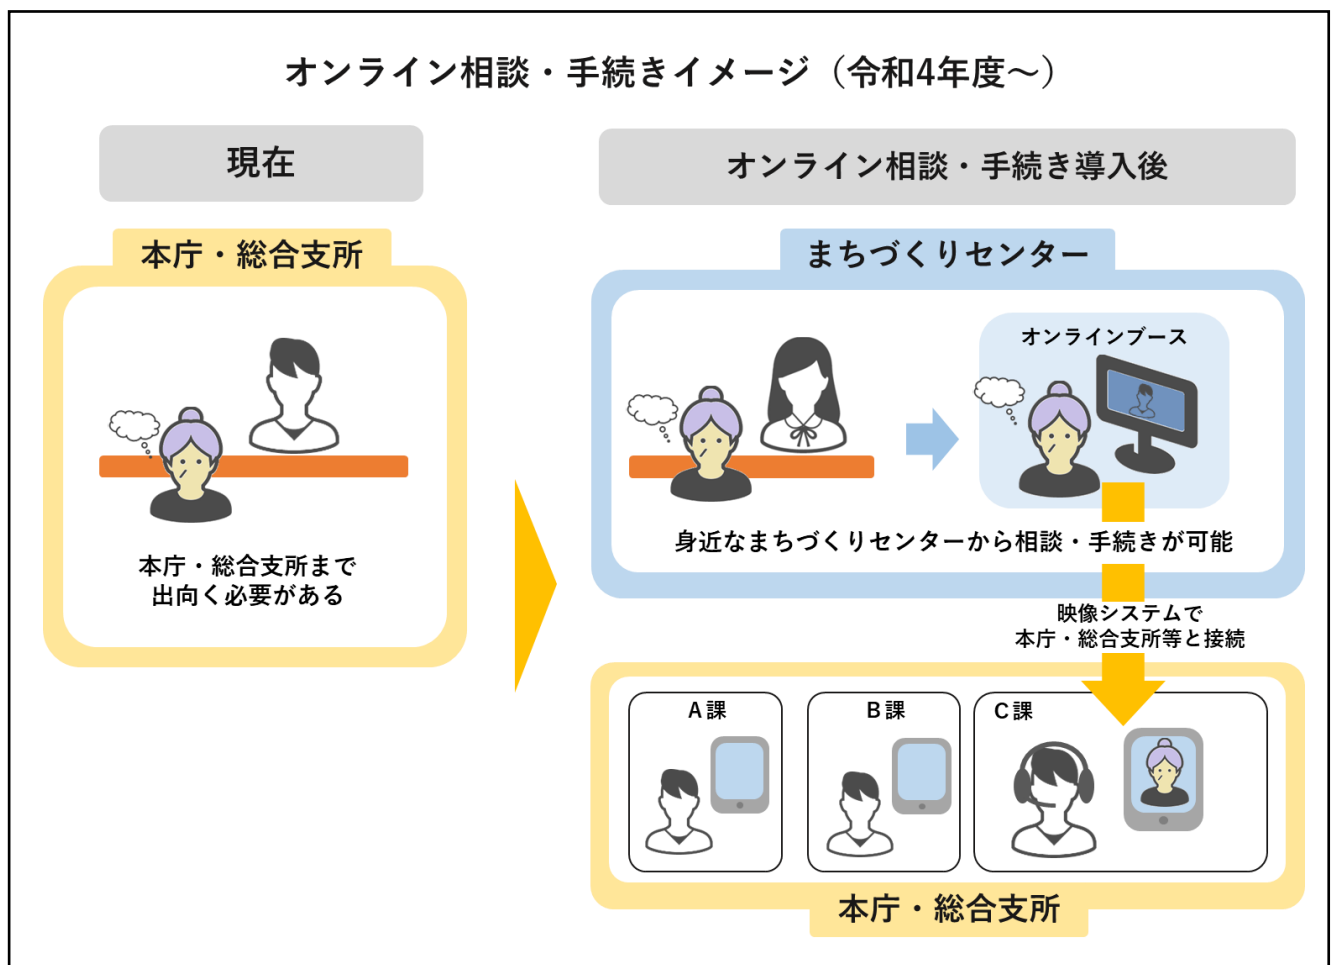 オンライン相談・手続きイメージ（令和4年度～）
現在
本庁・総合支所
本庁・総合支所まで
出向く必要がある
オンライン相談・手続き導入後
まちづくりセンター
オンラインブース
身近なまちづくりセンターから相談・手続きが可能
映像システムで
本庁・総合支所等と接続
A課
B課
C課
本庁・総合支所